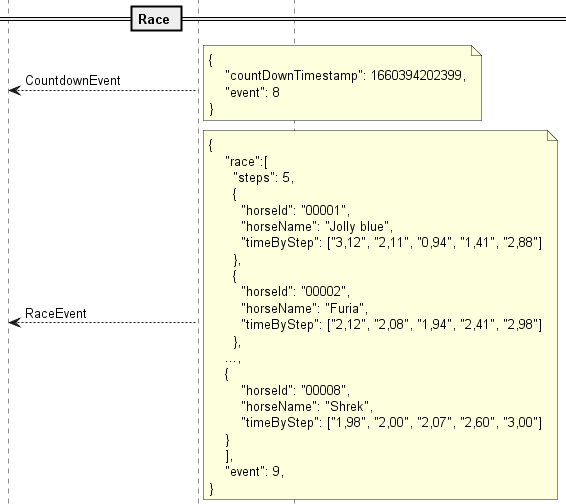 Race
CountdownEvent
{
"countDownTimestamp": 1660394202399,
"event": 8
}
{
"race":[
"steps": 5,
{
"horseId": "00001",
"horseName": "Jolly blue",
"timeByStep": ["3,12", "2,11", "0,94", "1,41", "2,88"]
},
{
"horseId": "00002",
"horseName": "Furia",
"timeByStep": ["2,12", "2,08", "1,94", "2,41", "2,98"]
},
...,
{
"horseId": "00008",
"horseName": "Shrek",
"timeByStep": ["1,98", "2,00", "2,07", "2,60", "3,00"]
}
],
"event": 9,
}
RaceEvent